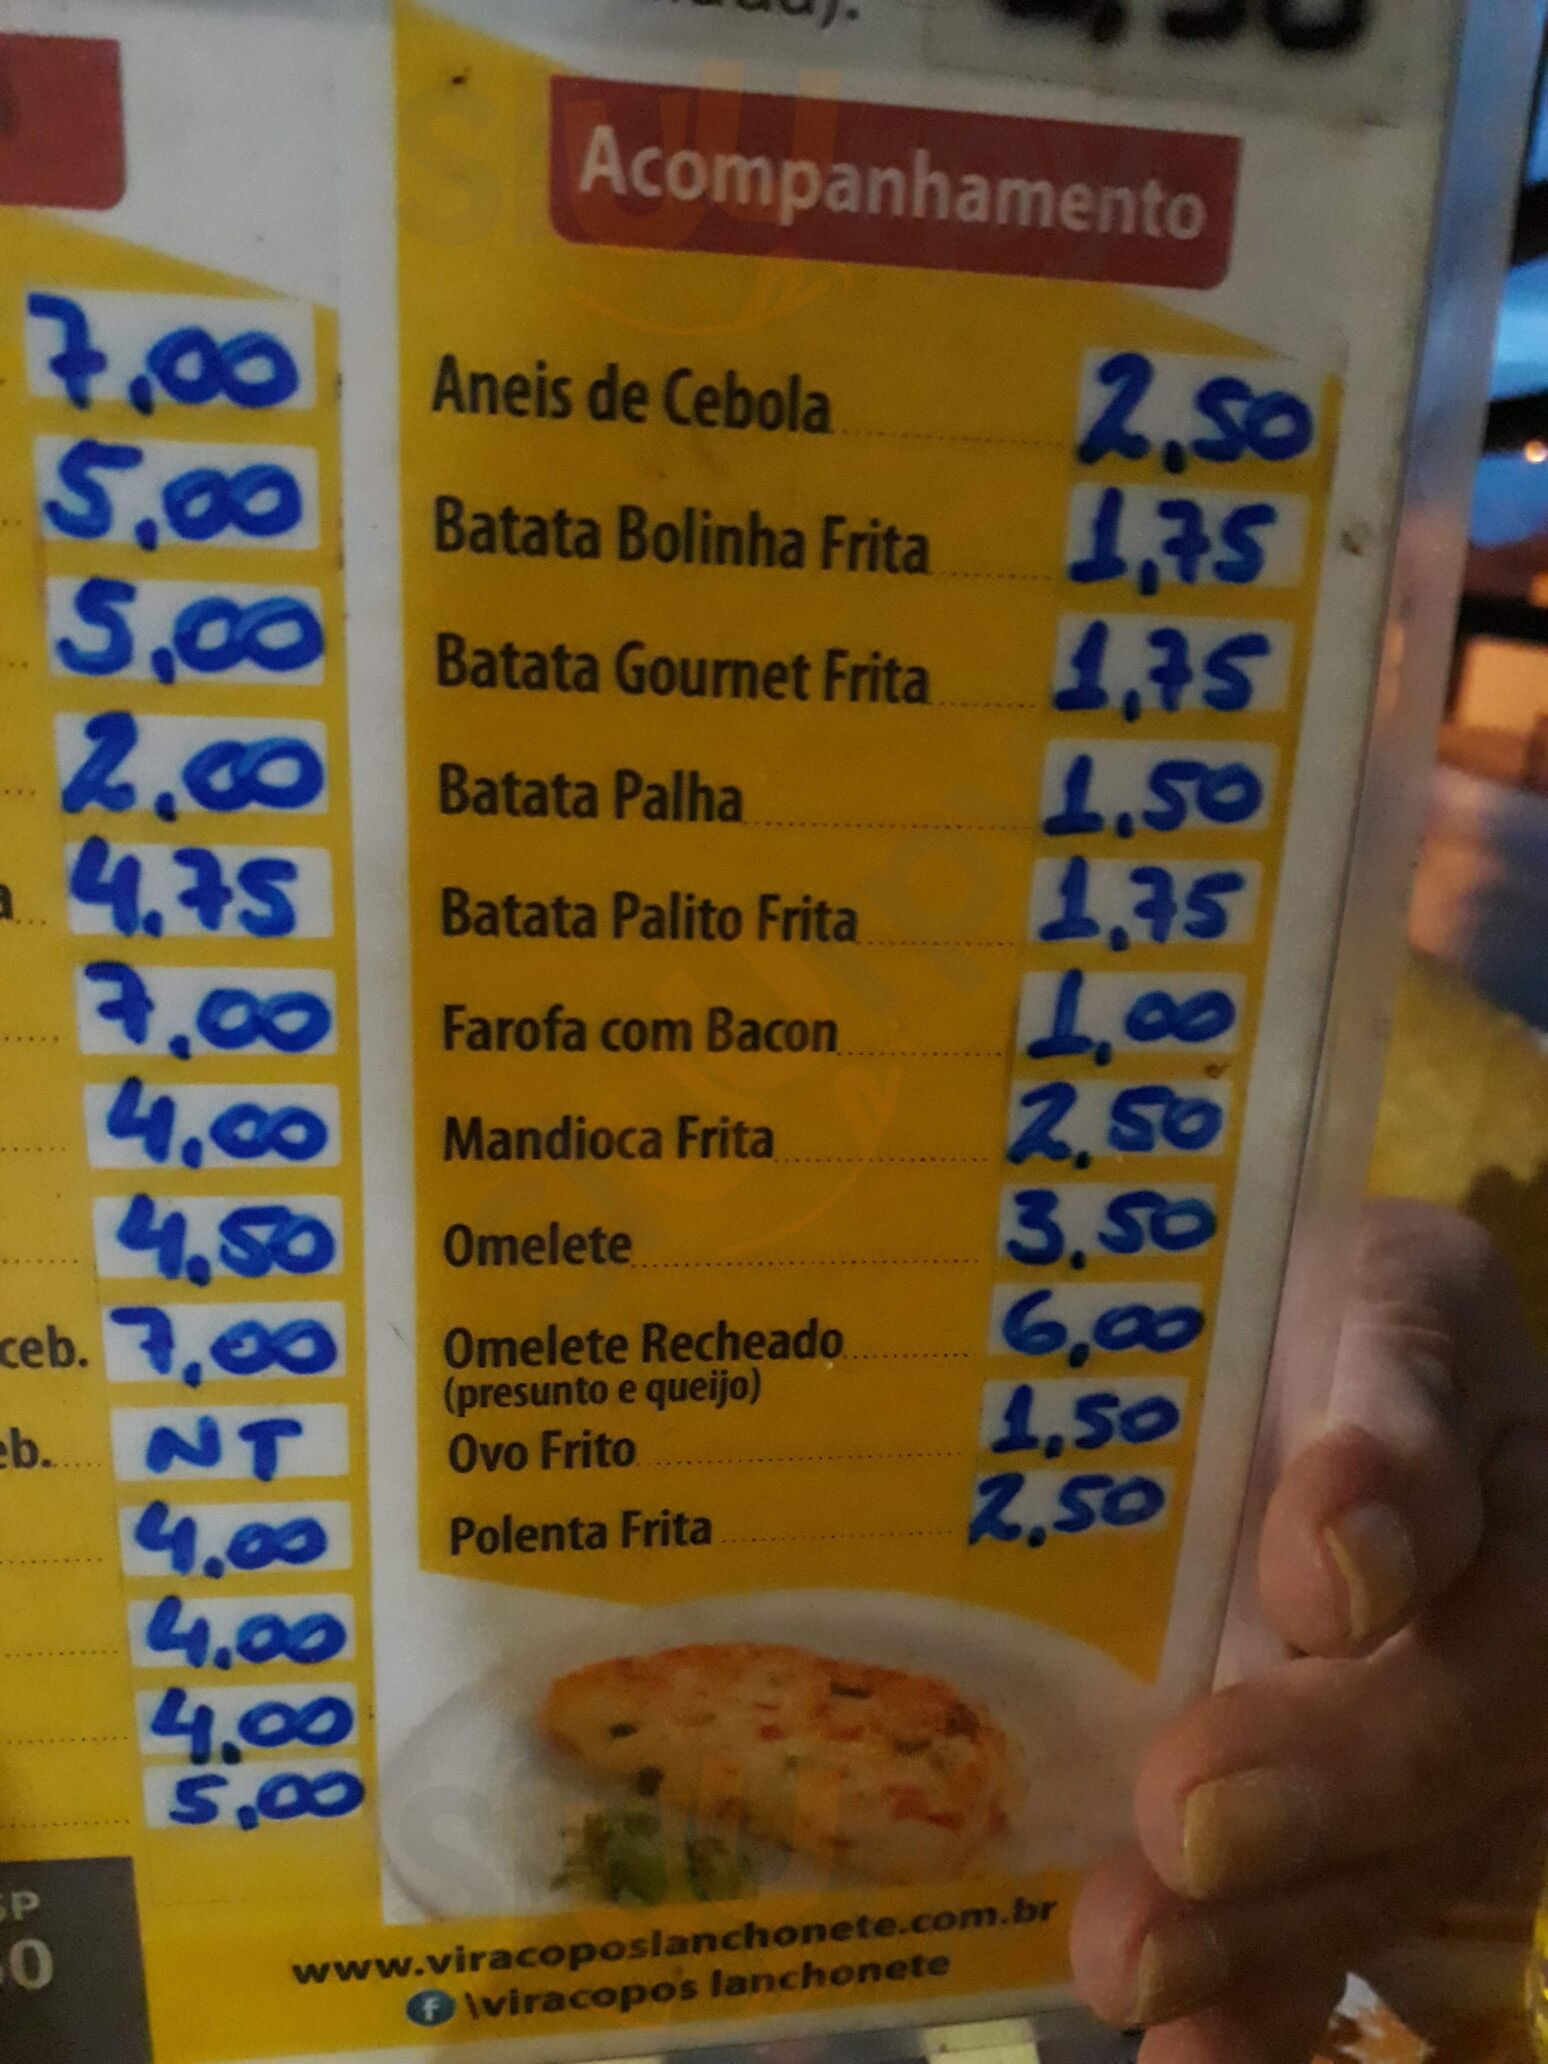 Acompanhamento
7,00
5,00
5,00
2,00
4,75
7,00
4,00
4,50
ceb. 7,00
NT
4,00
4,00
4,00
5,00
Aneis de Cebola 2,50
Batata Bolinha Frita 1,75
Batata Gournet Frita 1,75
Batata Palha 1,50
Batata Palito Frita 1,75
Farofa com Bacon 1,00
Mandioca Frita 2,50
Omelete 3,50
Omelete Recheado 6,00
(presunto e queijo)
Ovo Frito 1,50
Polenta Frita 2,50
www.viracoposlanchonete.com.br
f \viracopos lanchonete